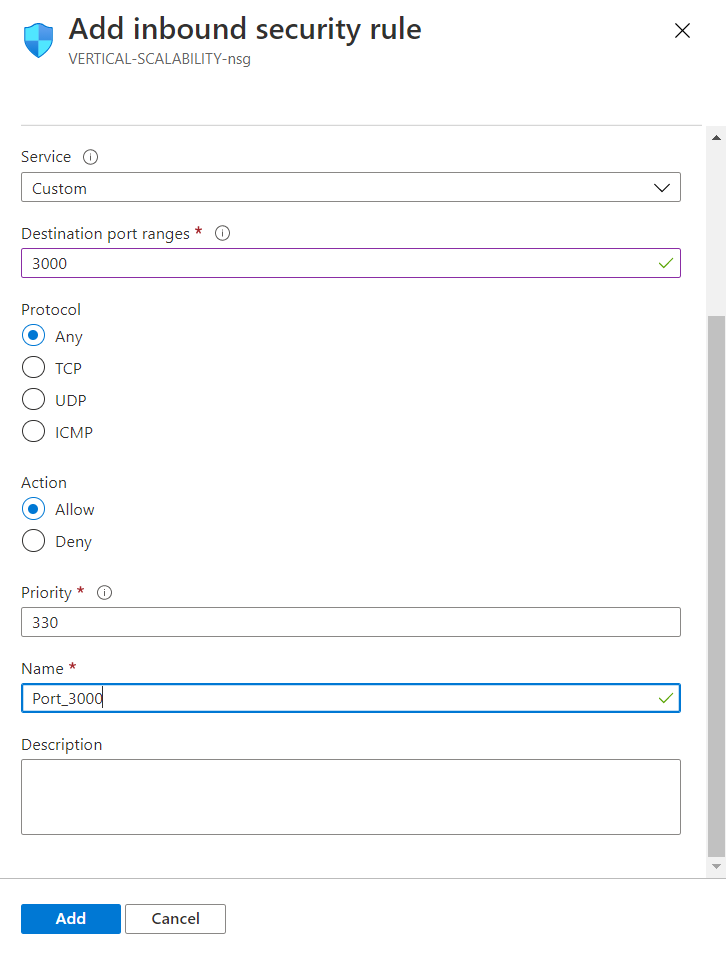 Add inbound security rule
VERTICAL-SCALABILITY-nsg
Service
Custom
Destination port ranges *
3000
Protocol
Any
TCP
UDP
ICMP
Action
Allow
Deny
Priority *
330
Name *
Port_3000
Description
Add Cancel